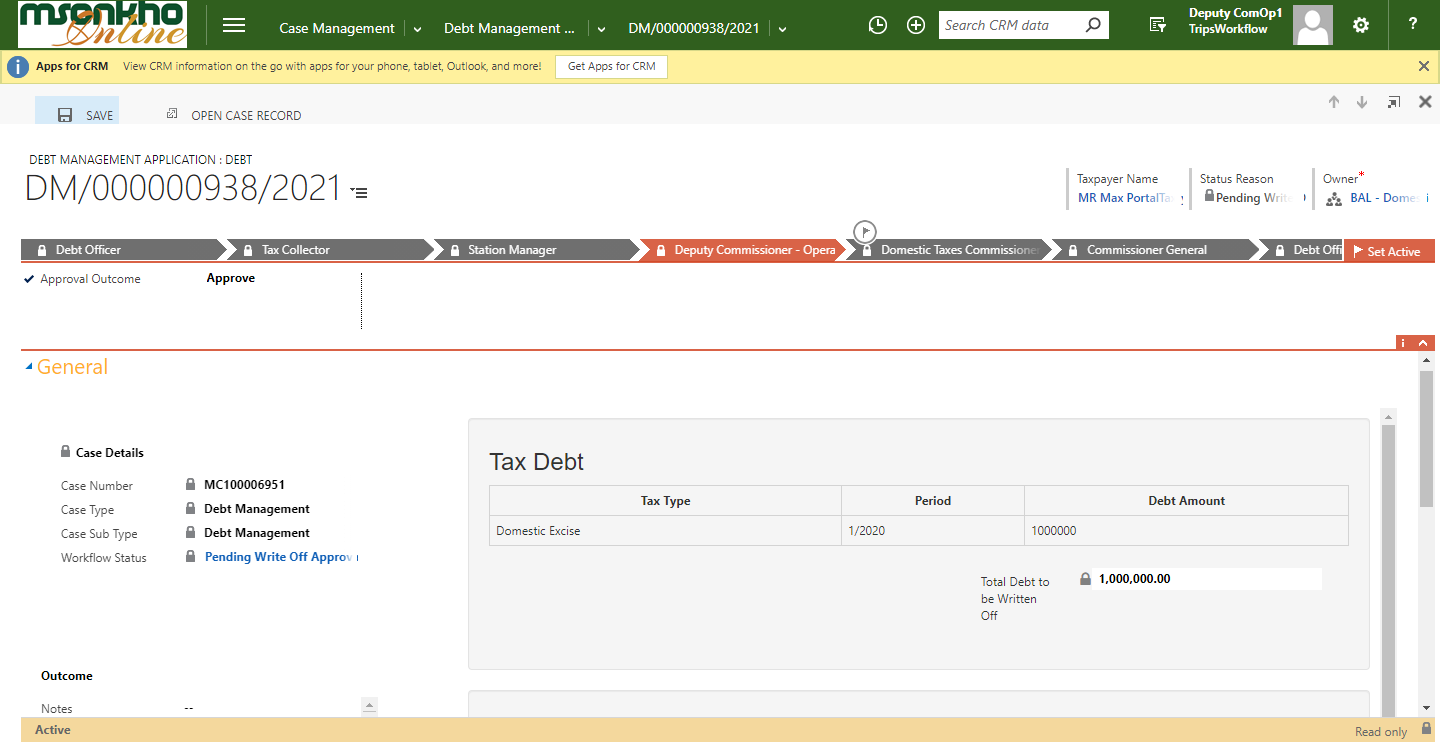 msonkho
Online
Case Management
Debt Management ...
DM/000000938/2021
Search CRM data
Deputy ComOp1
TripsWorkflow
?
Apps for CRM View CRM information on the go with apps for your phone, tablet, Outlook, and more! Get Apps for CRM
SAVE
OPEN CASE RECORD
DEBT MANAGEMENT APPLICATION : DEBT
DM/000000938/2021
Taxpayer Name
MR Max PortalTa
Status Reason
Pending Write
Owner*
BAL - Dome
Debt Officer
Tax Collector
Station Manager
Deputy Commissioner - Opera
Domestic Taxes Commissioner
Commissioner General
Debt Offi
Set Active
Approval Outcome Approve
General
Case Details
Case Number MC100006951
Case Type Debt Management
Case Sub Type Debt Management
Workflow Status Pending Write Off Approv
Tax Debt
Tax Type Period Debt Amount
Domestic Excise 1/2020 1000000
Total Debt to
be Written
Off
1,000,000.00
Outcome
Notes --
Active
Read only